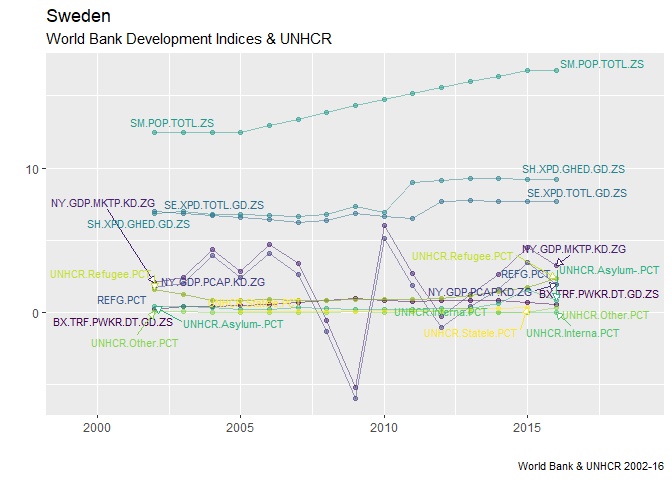 Sweden
World Bank Development Indices & UNHCR
SM.POP.TOTL.ZS
SM.POP.TOTL.ZS
10
SH.XPD.GHED.GD.ZS
SE.XPD.TOTL.GD.ZS
NY.GDP.MKTP.KD.ZG
SE.XPD.TOTL.GD.ZS
SH.XPD.GHED.GD.ZS
NY.GDP.MKTP.KD.ZG
UNHCR.Refugee.PCT
UNHCR.Refugee.PCT
REFG.PCT
UNHCR.Asylum-.PCT
NY.GDP.PCAP.KD.ZG
NY.GDP.PCAP.KD.ZG
BX.TRF.PWKR.DT.GD.ZS
REFG.PCT
0
BX.TRF.PWKR.DT.GD.ZS
UNHCR.Asylum-.PCT
UNHCR.Interna.PCT
UNHCR.Other.PCT
UNHCR.Other.PCT
UNHCR.Statele.PCT
UNHCR.Interna.PCT
2000
2005
2010
2015
World Bank & UNHCR 2002-16